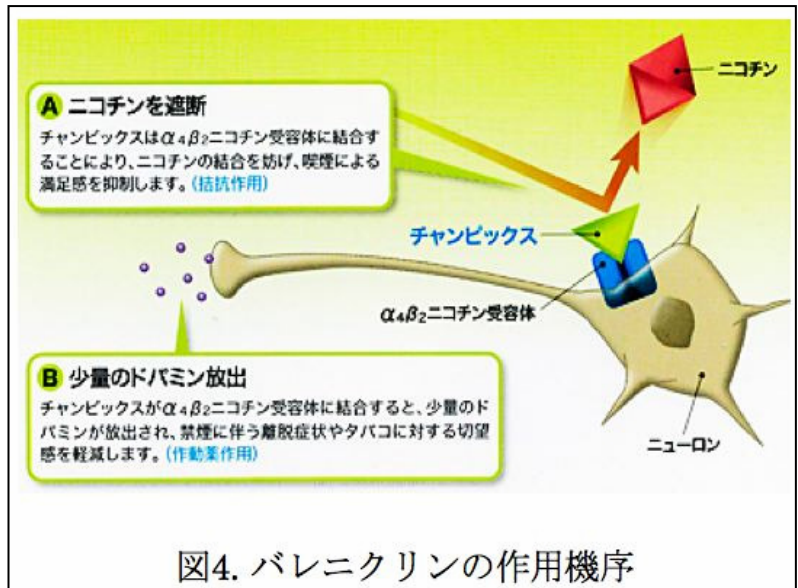 A ニコチンを遮断
チャンピックスはα4β2ニコチン受容体に結合す
ることにより、ニコチンの結合を妨げ、喫煙による
満足感を抑制します。(拮抗作用)
ニコチン
チャンピックス
α4β2ニコチン受容体
B 少量のドパミン放出
チャンピックスがα4β2ニコチン受容体に結合すると、少量のド
パミンが放出され、禁煙に伴う離脱症状やタバコに対する切望
感を軽減します。(作動薬作用)
ニューロン
図4. バレニクリンの作用機序